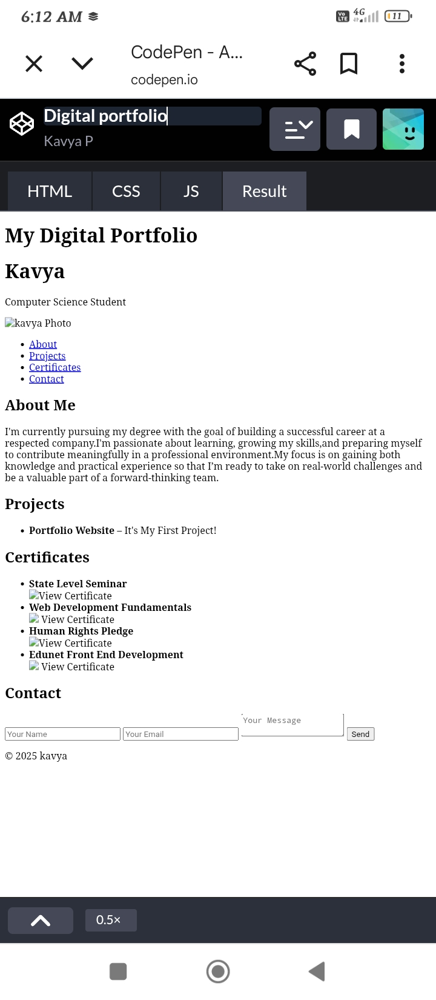 6:12 AM
Vo LTE 4G 11
CodePen - A...
codepen.io
Digital portfolio
Kavya P
HTML CSS JS Result
My Digital Portfolio
Kavya
Computer Science Student
kavya Photo
• About
• Projects
• Certificates
• Contact
About Me
I'm currently pursuing my degree with the goal of building a successful career at a
respected company.I'm passionate about learning, growing my skills,and preparing myself
to contribute meaningfully in a professional environment.My focus is on gaining both
knowledge and practical experience so that I’m ready to take on real-world challenges and
be a valuable part of a forward-thinking team.
Projects
• Portfolio Website – It's My First Project!
Certificates
• State Level Seminar
View Certificate
• Web Development Fundamentals
View Certificate
• Human Rights Pledge
View Certificate
• Edunet Front End Development
View Certificate
Contact
Your Name Your Email Your Message Send
© 2025 kavya
0.5×